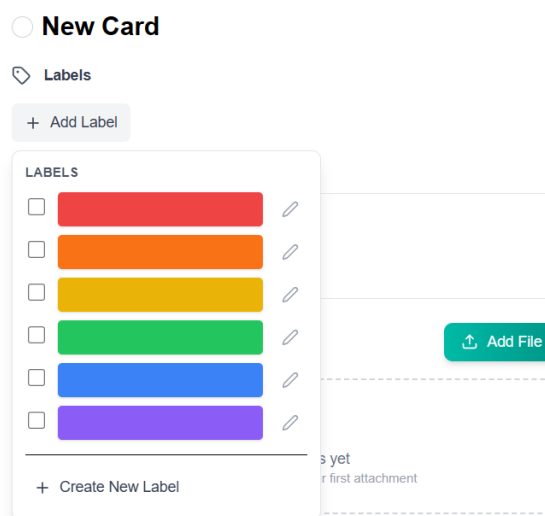 New Card
Labels
+ Add Label
LABELS
Add File
s yet
r first attachment
+ Create New Label